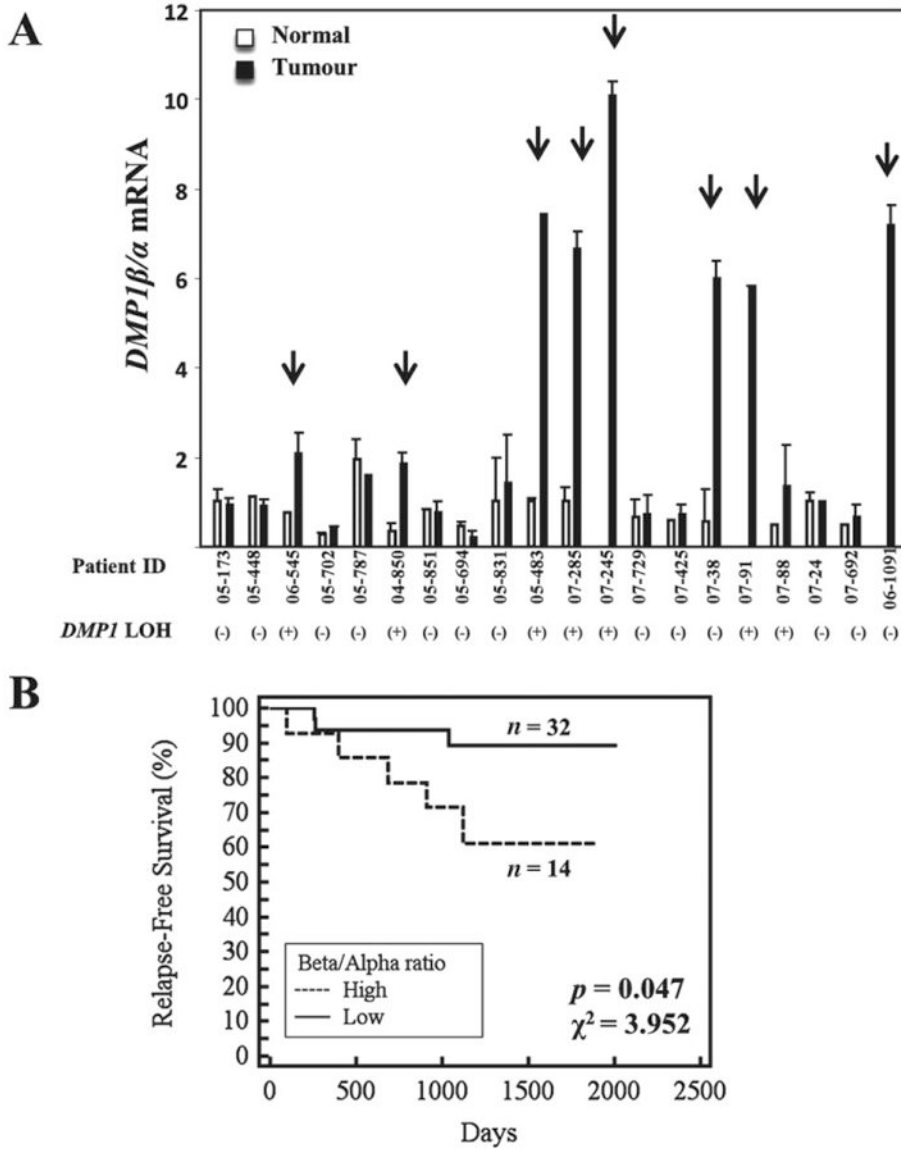 A
12
10
8
6
4
2
DMP1β/α mRNA
Normal
Tumour
Patient ID
05-173 05-448 06-545 05-702 05-787 04-850 05-851 05-694 05-831 05-483 07-285 07-245 07-729 07-425 07-38 07-91 07-88 07-24 07-692 06-1091
DMP1 LOH
(-) (-) (+) (-) (-) (+) (-) (-) (-) (+) (+) (+) (-) (-) (-) (+) (+) (-) (-) (-)
B
100
90
80
70
60
50
40
30
20
10
0
Relapse-Free Survival (%)
n = 32
n = 14
Beta/Alpha ratio
High
Low
p = 0.047
χ² = 3.952
0 500 1000 1500 2000 2500
Days